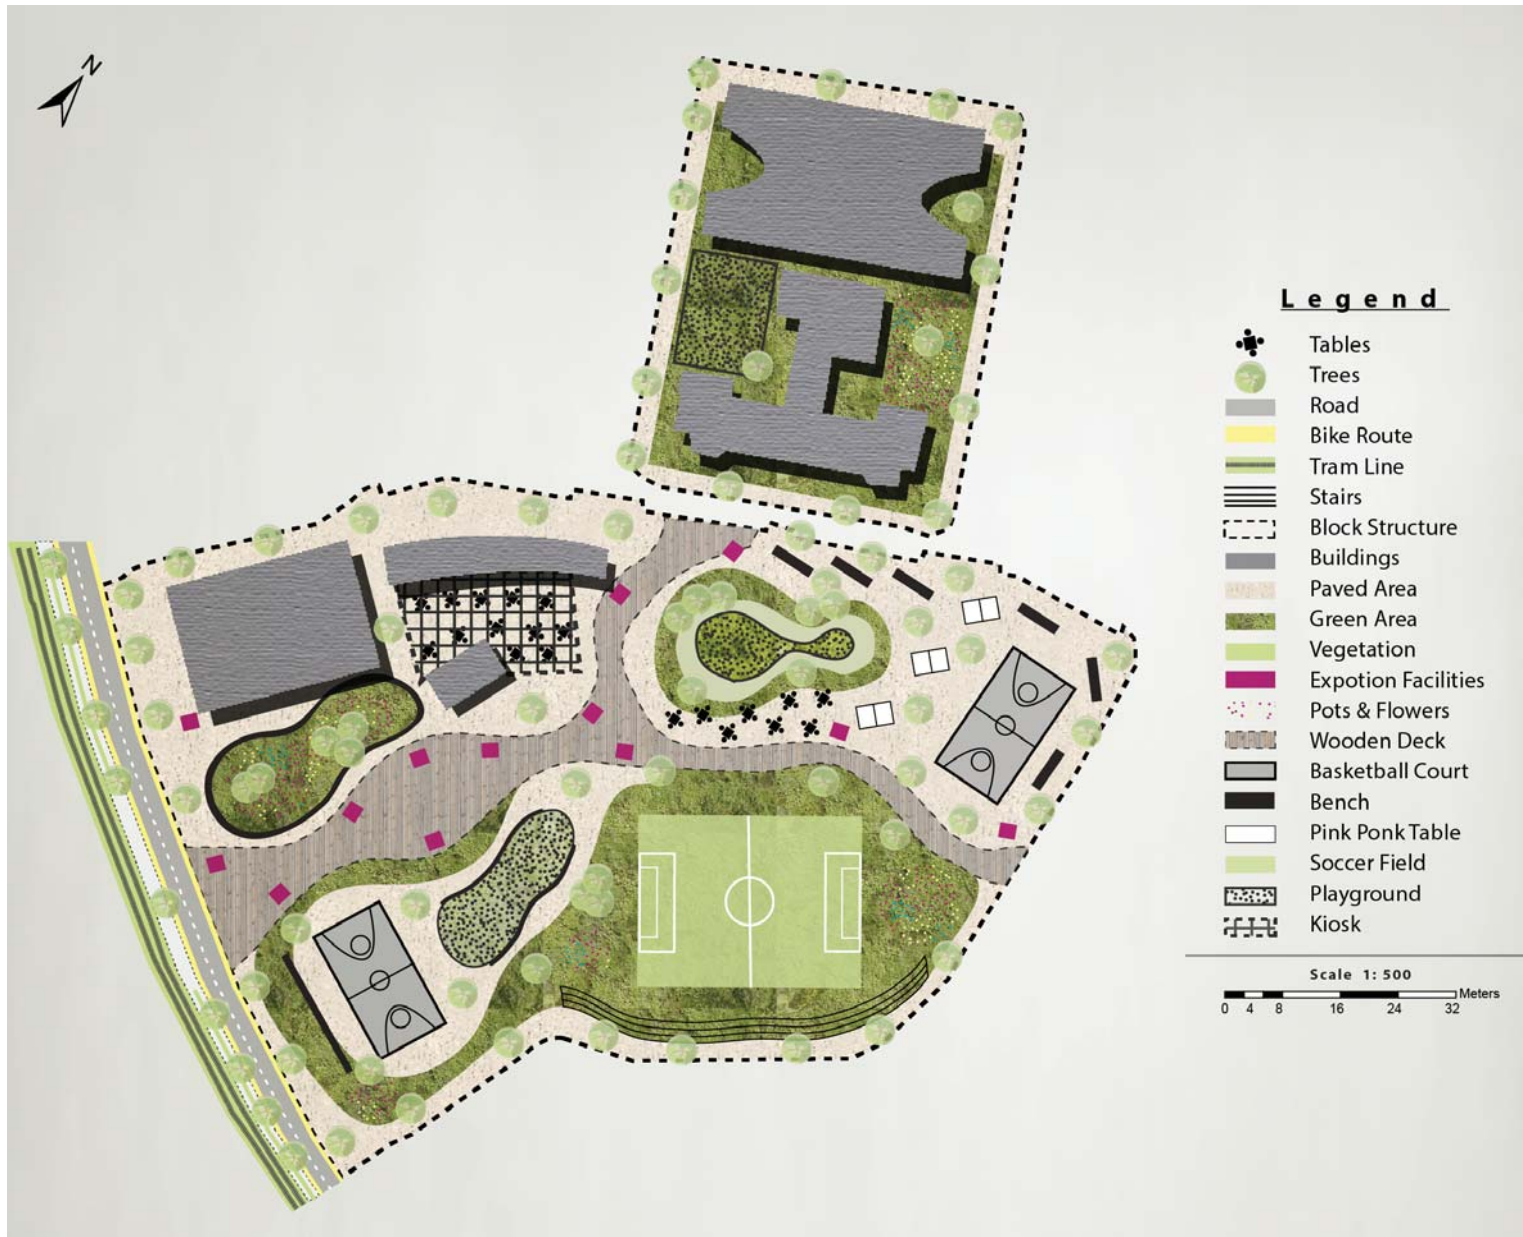 N
Legend
Tables
Trees
Road
Bike Route
Tram Line
Stairs
Block Structure
Buildings
Paved Area
Green Area
Vegetation
Expotion Facilities
Pots & Flowers
Wooden Deck
Basketball Court
Bench
Pink Ponk Table
Soccer Field
Playground
Kiosk
Scale 1: 500
Meters
0 4 8 16 24 32